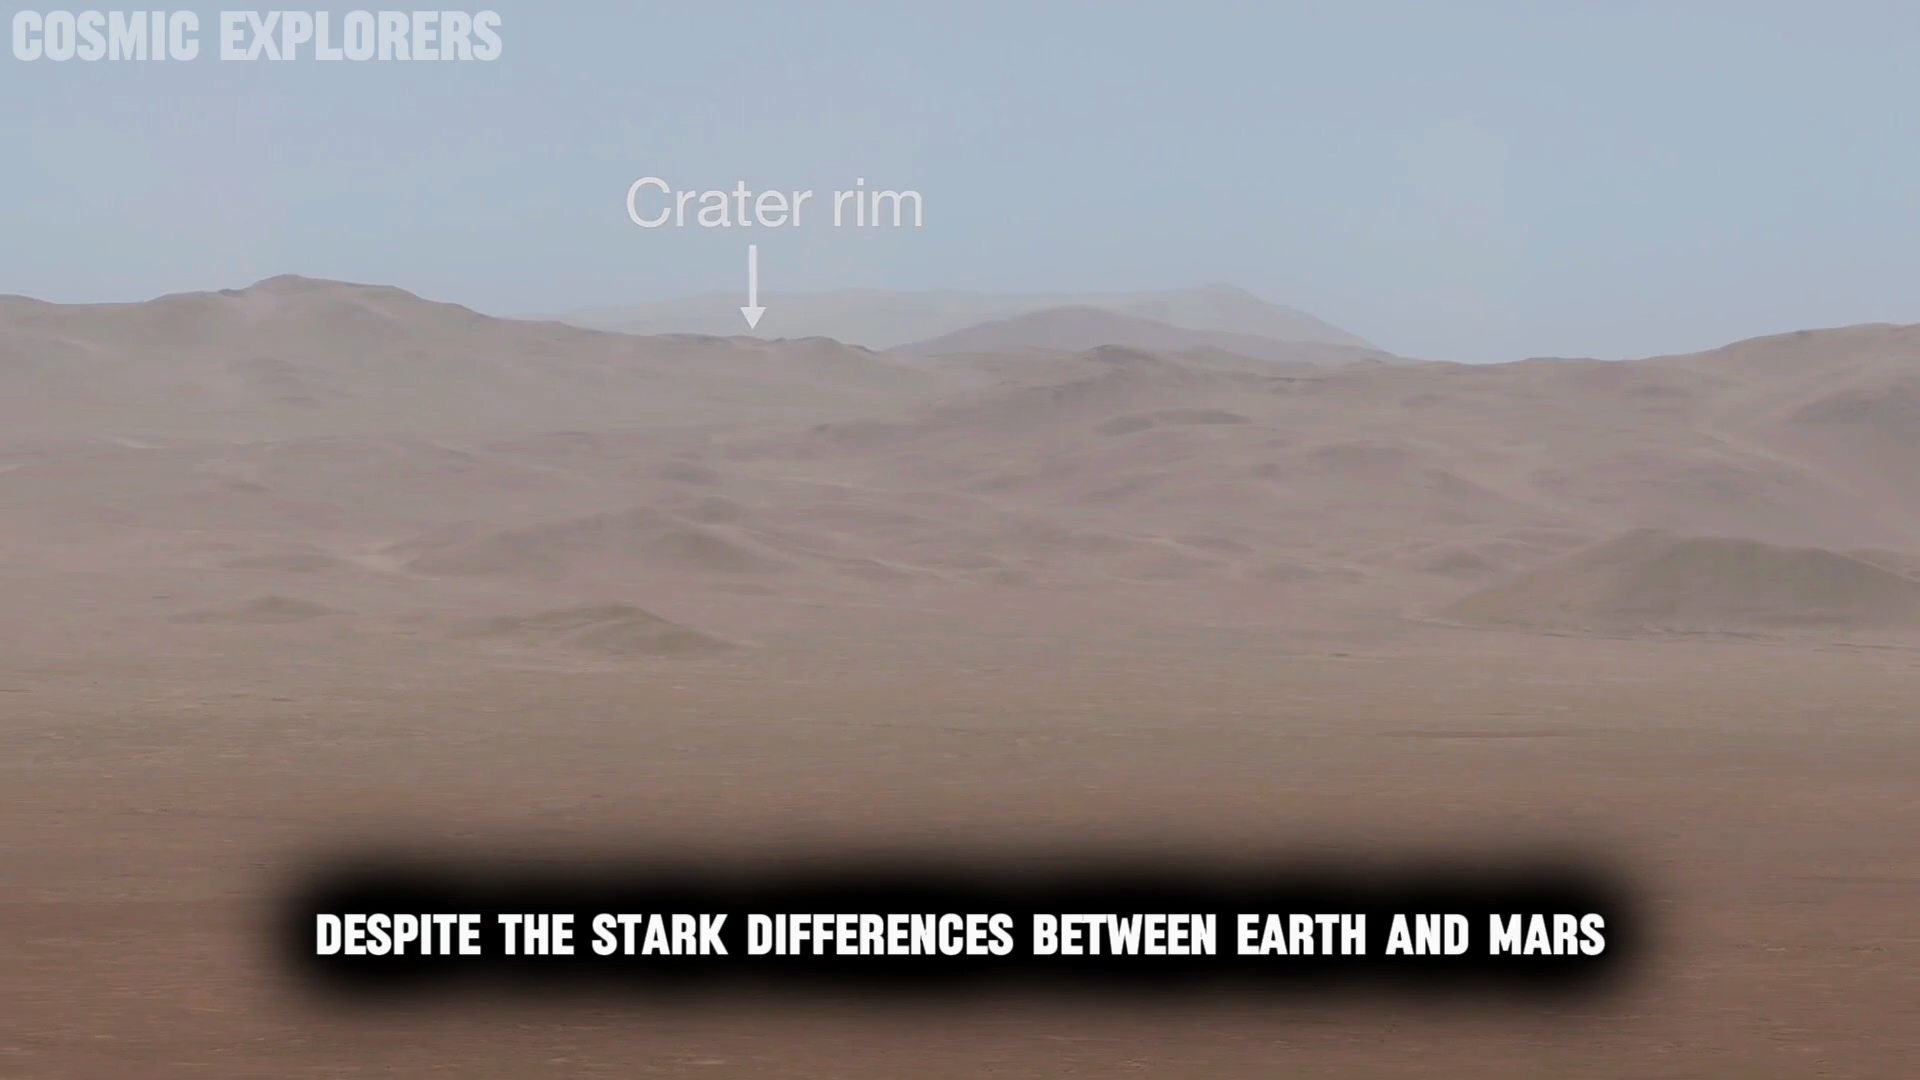 COSMIC EXPLORERS
Crater rim
DESPITE THE STARK DIFFERENCES BETWEEN EARTH AND MARS